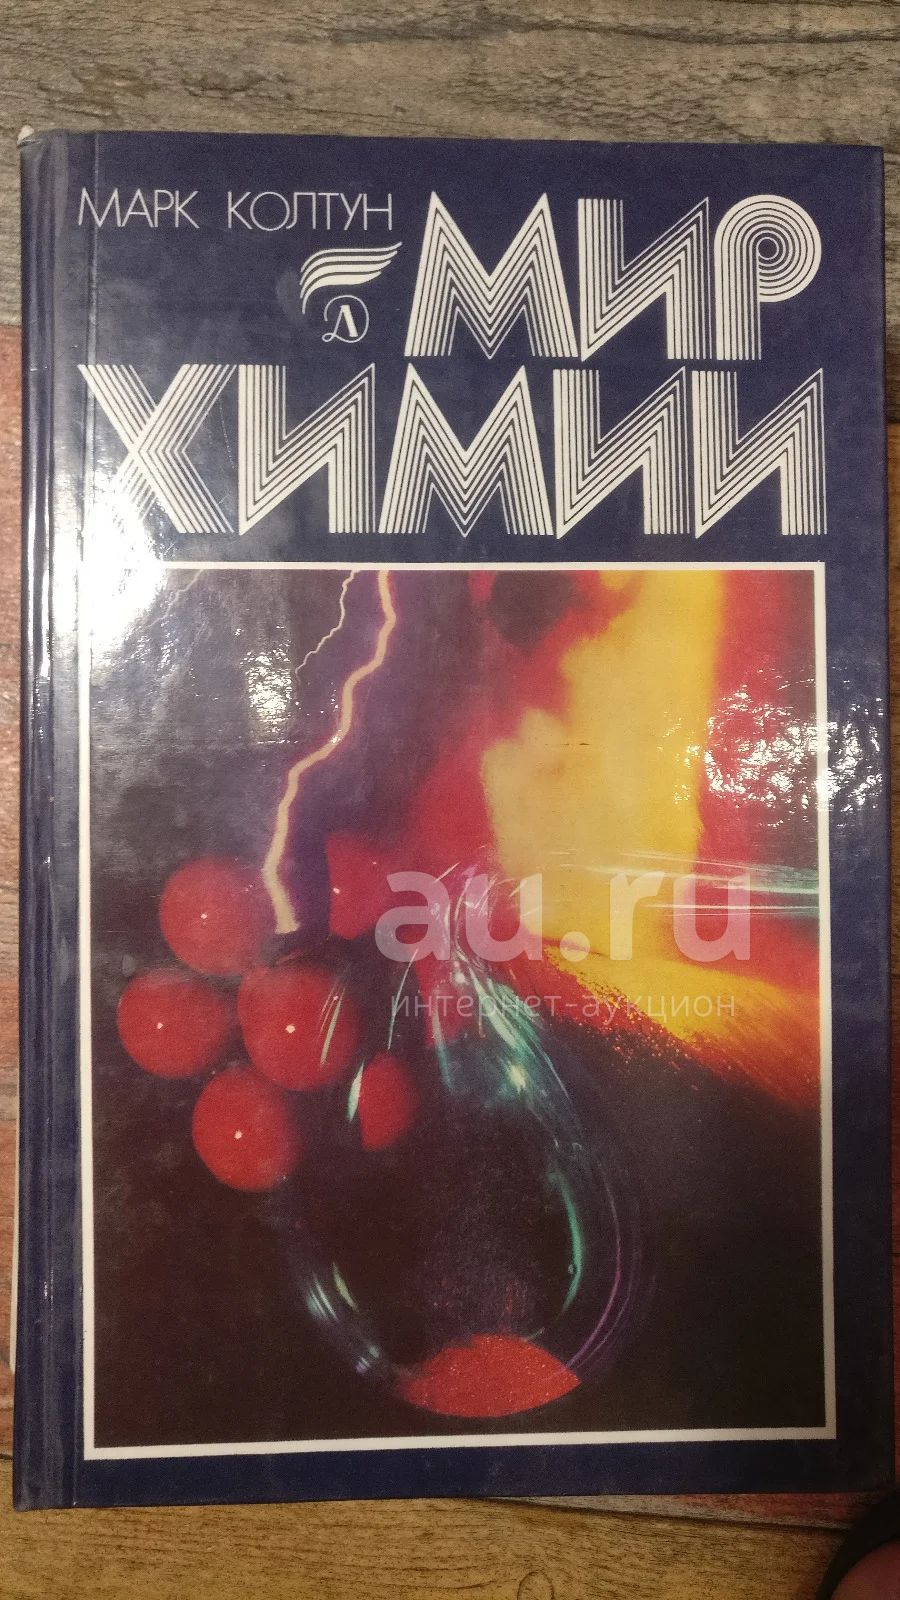 МАРК КОЛТУН
МИР
ХИМИИ
Д
au.ru
интернет-аукцион